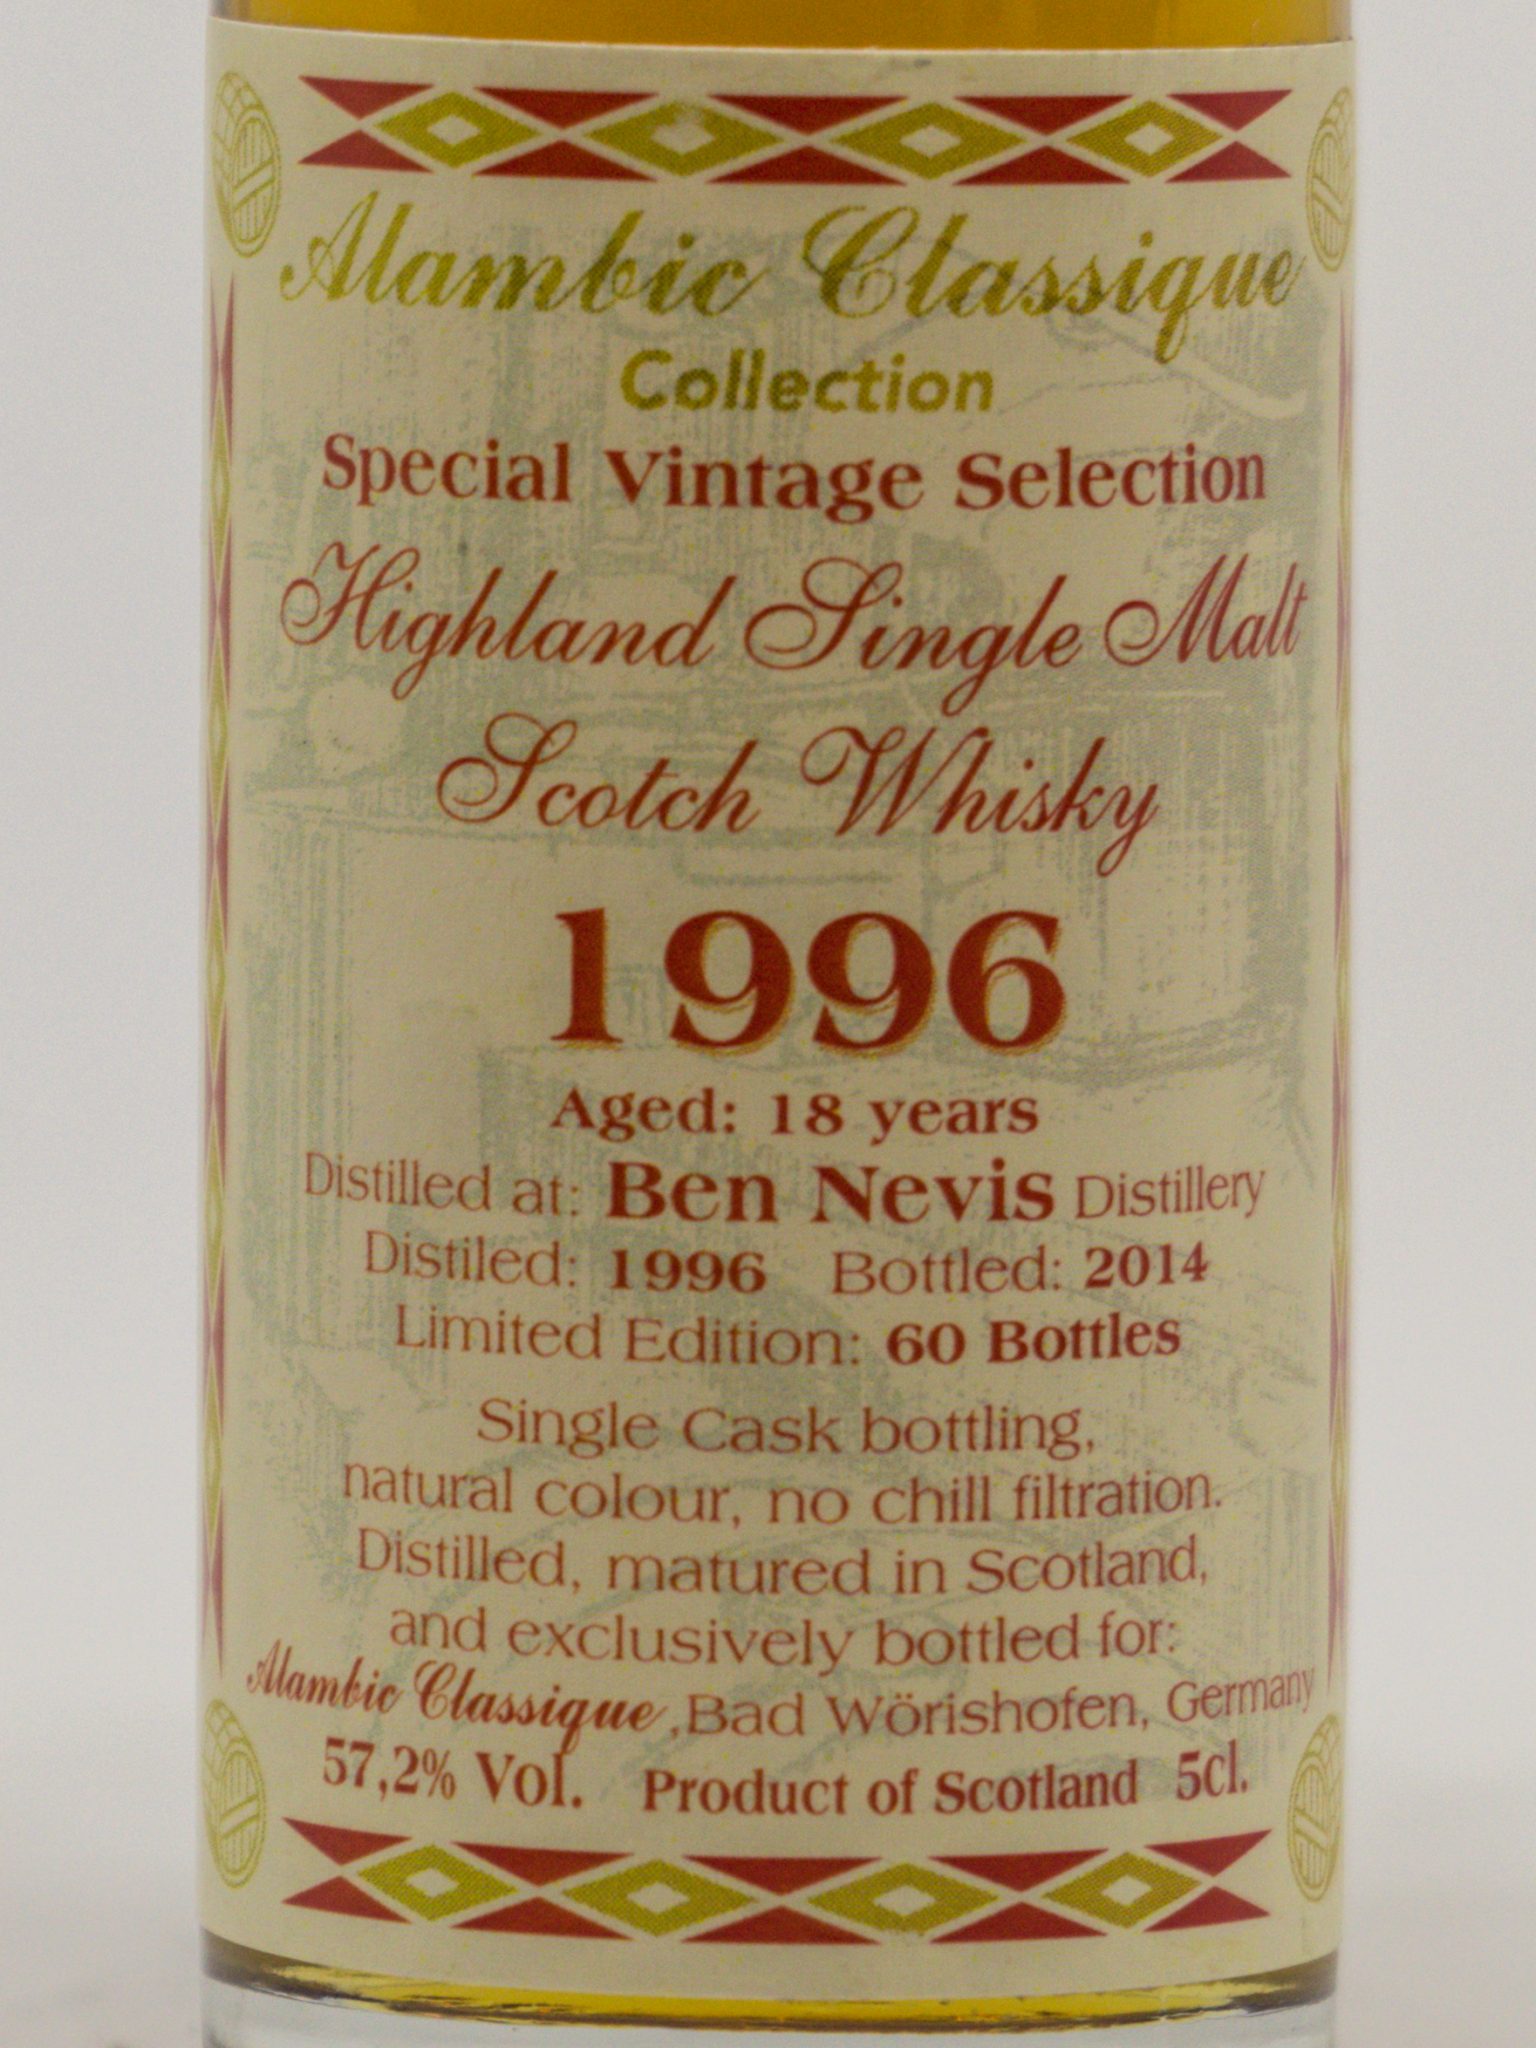 Alambic Classique
Collection
Special Vintage Selection
Highland Single Malt
Scotch Whisky
1996
Aged: 18 years
Distilled at: Ben Nevis Distillery
Distiled: 1996 Bottled: 2014
Limited Edition: 60 Bottles
Single Cask bottling,
natural colour, no chill filtration.
Distilled, matured in Scotland,
and exclusively bottled for:
Alambic Classique ,Bad Wörishofen, Germany
57,2% Vol. Product of Scotland 5cl.